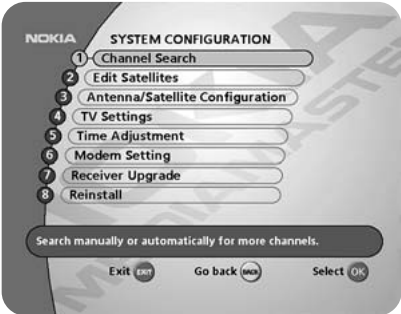 NOKIA SYSTEM CONFIGURATION
1 Channel Search
2 Edit Satellites
3 Antenna/Satellite Configuration
4 TV Settings
5 Time Adjustment
6 Modem Setting
7 Receiver Upgrade
8 Reinstall
Search manually or automatically for more channels.
Exit EXIT Go back BACK Select OK
NOKIA
MEDIAMASTER